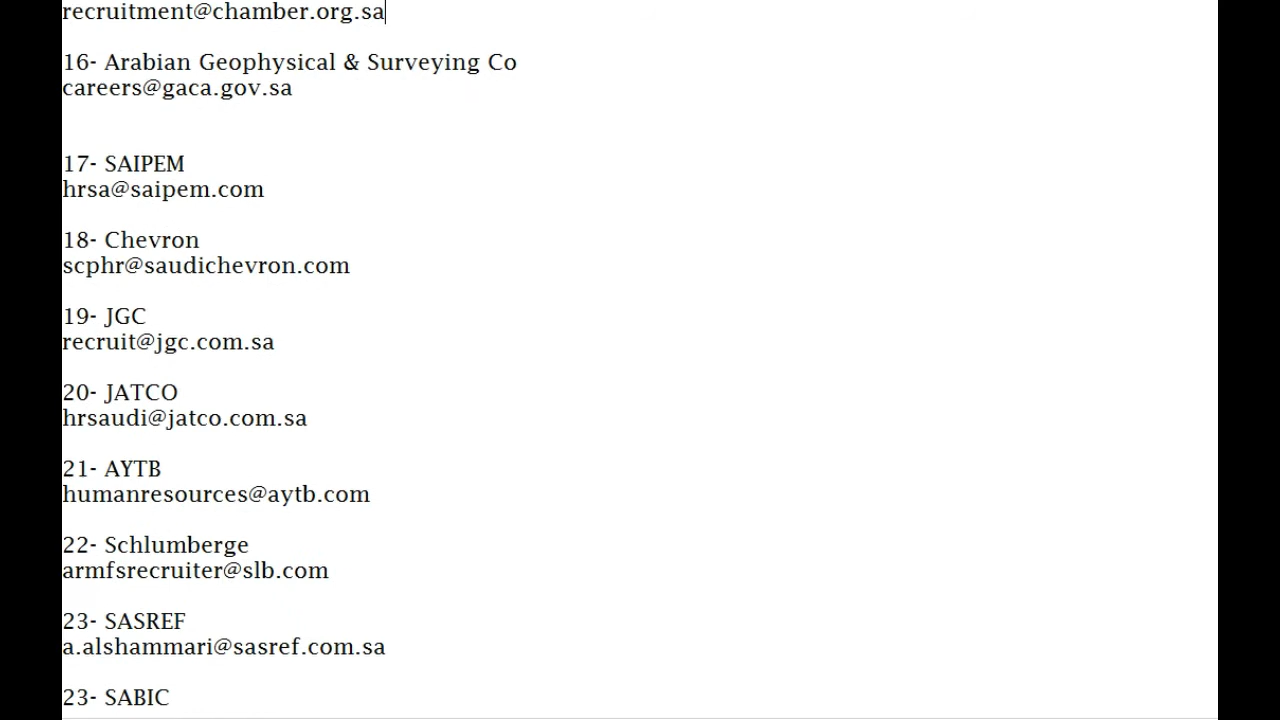 recruitment@chamber.org.sa
16- Arabian Geophysical & Surveying Co
careers@gaca.gov.sa
17- SAIPEM
hrsa@saipem.com
18- Chevron
scphr@saudichevron.com
19- JGC
recruit@jgc.com.sa
20- JATCO
hrsaudi@jatco.com.sa
21- AYTB
humanresources@aytb.com
22- Schlumberge
armfsrecruiter@slb.com
23- SASREF
a.alshammari@sasref.com.sa
23- SABIC